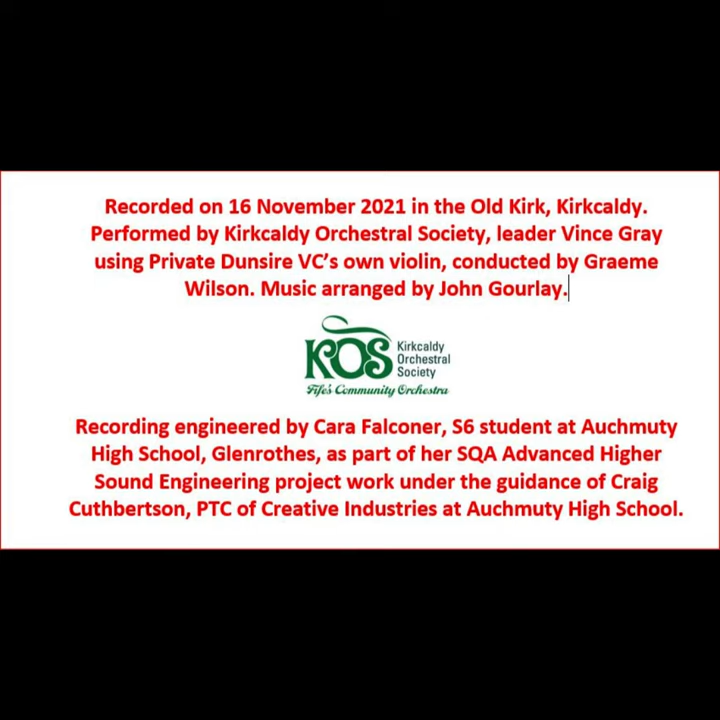 Recorded on 16 November 2021 in the Old Kirk, Kirkcaldy.
Performed by Kirkcaldy Orchestral Society, leader Vince Gray
using Private Dunsire VC’s own violin, conducted by Graeme
Wilson. Music arranged by John Gourlay.
KOS
Kirkcaldy
Orchestral
Society
Fife's Community Orchestra
Recording engineered by Cara Falconer, S6 student at Auchmuty
High School, Glenrothes, as part of her SQA Advanced Higher
Sound Engineering project work under the guidance of Craig
Cuthbertson, PTC of Creative Industries at Auchmuty High School.